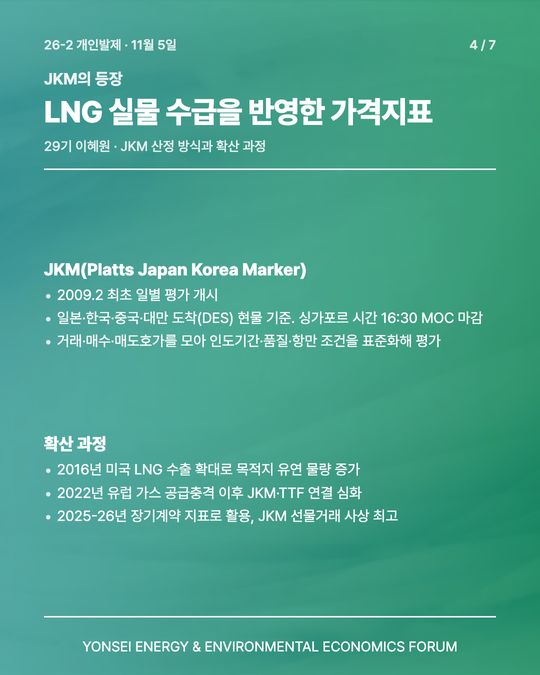 26-2 개인발제 · 11월 5일
4 / 7
JKM의 등장
LNG 실물 수급을 반영한 가격지표
29기 이혜원 · JKM 산정 방식과 확산 과정
JKM(Platts Japan Korea Marker)
• 2009.2 최초 일별 평가 개시
• 일본·한국·중국·대만 도착(DES) 현물 기준. 싱가포르 시간 16:30 MOC 마감
• 거래·매수·매도호가를 모아 인도기간·품질·항만 조건을 표준화해 평가
확산 과정
• 2016년 미국 LNG 수출 확대로 목적지 유연 물량 증가
• 2022년 유럽 가스 공급충격 이후 JKM·TTF 연결 심화
• 2025-26년 장기계약 지표로 활용, JKM 선물거래 사상 최고
YONSEI ENERGY & ENVIRONMENTAL ECONOMICS FORUM